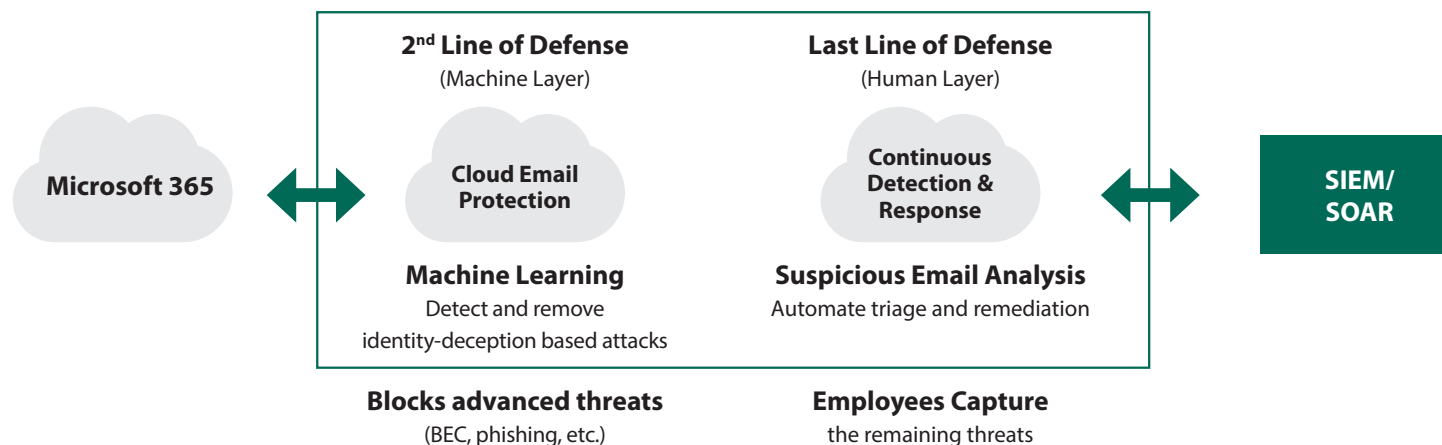 2nd Line of Defense
(Machine Layer)
Last Line of Defense
(Human Layer)
Microsoft 365
Cloud Email
Protection
Continuous
Detection &
Response
SIEM/
SOAR
Machine Learning
Detect and remove
identity-deception based attacks
Suspicious Email Analysis
Automate triage and remediation
Blocks advanced threats
(BEC, phishing, etc.)
Employees Capture
the remaining threats